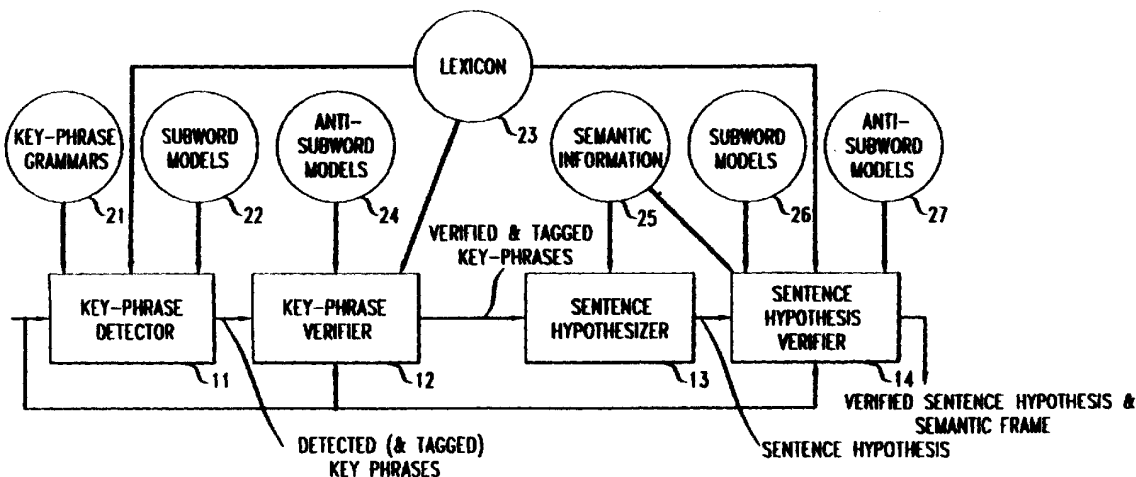 LEXICON
23
KEY-PHRASE
GRAMMARS
21
SUBWORD
MODELS
22
ANTI-
SUBWORD
MODELS
24
SEMANTIC
INFORMATION
25
SUBWORD
MODELS
26
ANTI-
SUBWORD
MODELS
27
VERIFIED & TAGGED
KEY-PHRASES
KEY-PHRASE
DETECTOR
11
KEY-PHRASE
VERIFIER
12
SENTENCE
HYPOTHESIZER
13
SENTENCE
HYPOTHESIS
VERIFIER
14
DETECTED (& TAGGED)
KEY PHRASES
SENTENCE HYPOTHESIS
VERIFIED SENTENCE HYPOTHESIS &
SEMANTIC FRAME